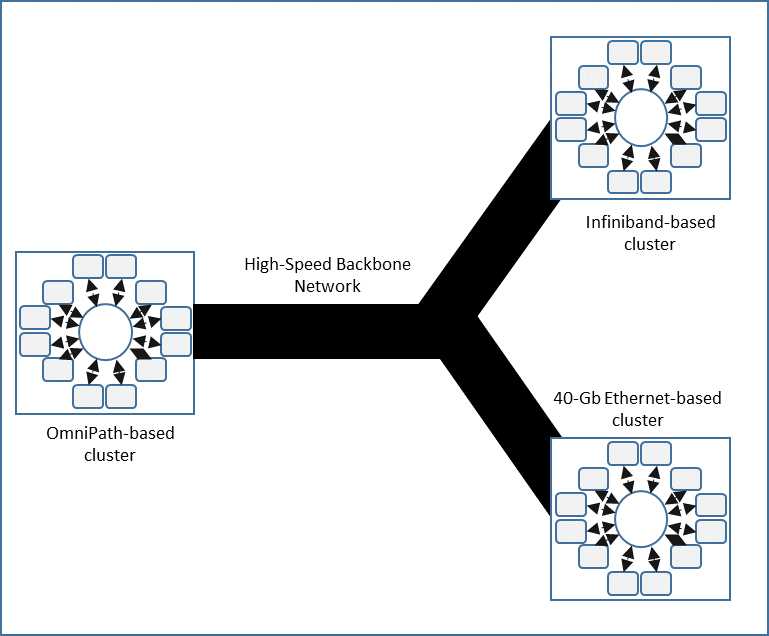 Infiniband-based
cluster
High-Speed Backbone
Network
40-Gb Ethernet-based
cluster
OmniPath-based
cluster